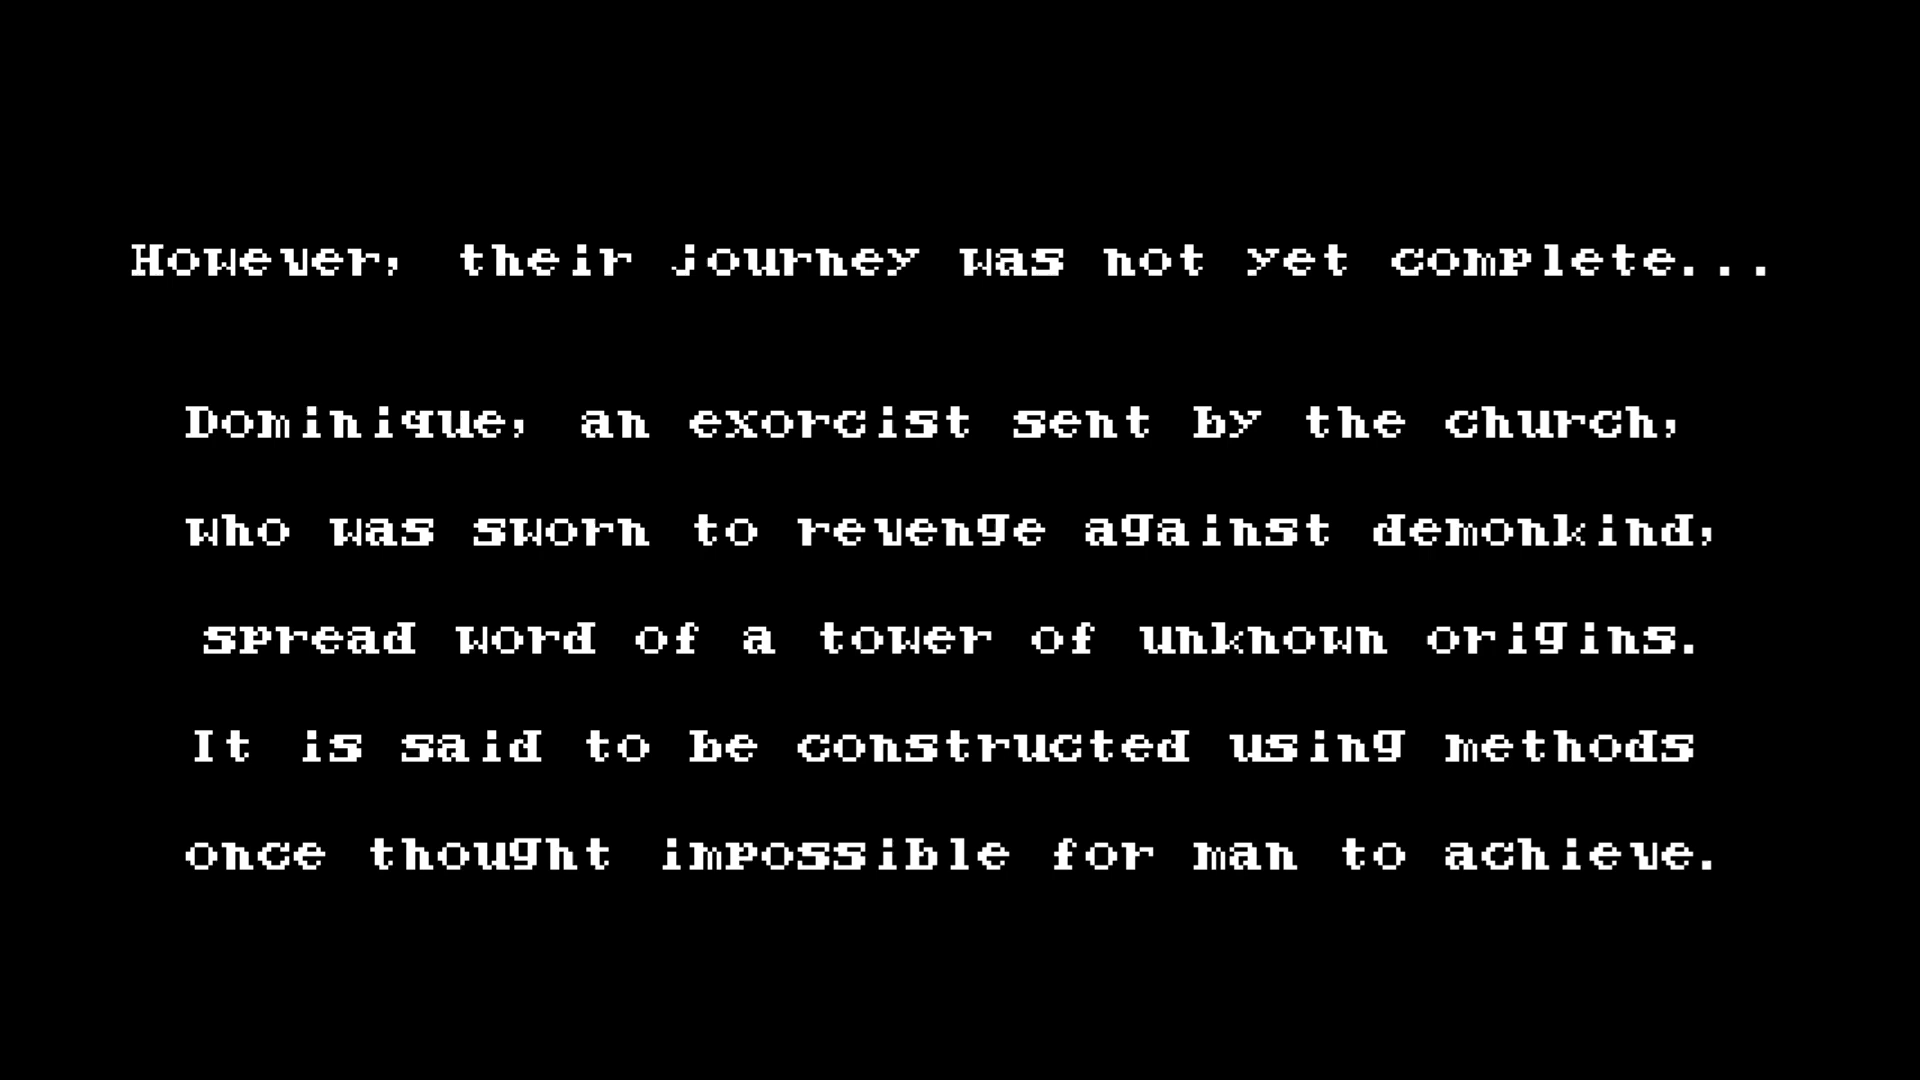 However, their journey was not yet complete...
Dominique, an exorcist sent by the church,
who was sworn to revenge against demonkind,
spread word of a tower of unknown origins.
It is said to be constructed using methods
once thought impossible for man to achieve.